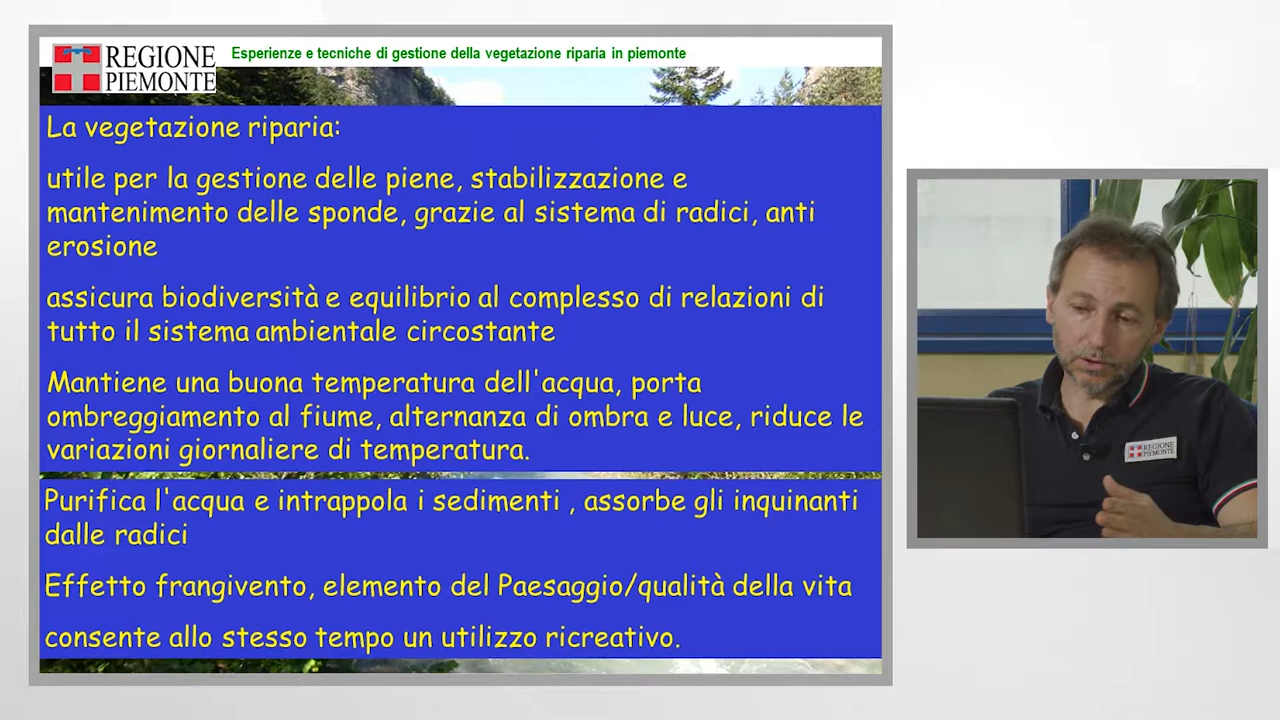 REGIONE
PIEMONTE
Esperienze e tecniche di gestione della vegetazione riparia in piemonte
La vegetazione riparia:
utile per la gestione delle piene, stabilizzazione e
mantenimento delle sponde, grazie al sistema di radici, anti
erosione
assicura biodiversità e equilibrio al complesso di relazioni di
tutto il sistema ambientale circostante
Mantiene una buona temperatura dell'acqua, porta
ombreggiamento al fiume, alternanza di ombra e luce, riduce le
variazioni giornaliere di temperatura.
Purifica l'acqua e intrappola i sedimenti , assorbe gli inquinanti
dalle radici
Effetto frangivento, elemento del Paesaggio/qualità della vita
consente allo stesso tempo un utilizzo ricreativo.
REGIONE
PIEMONTE